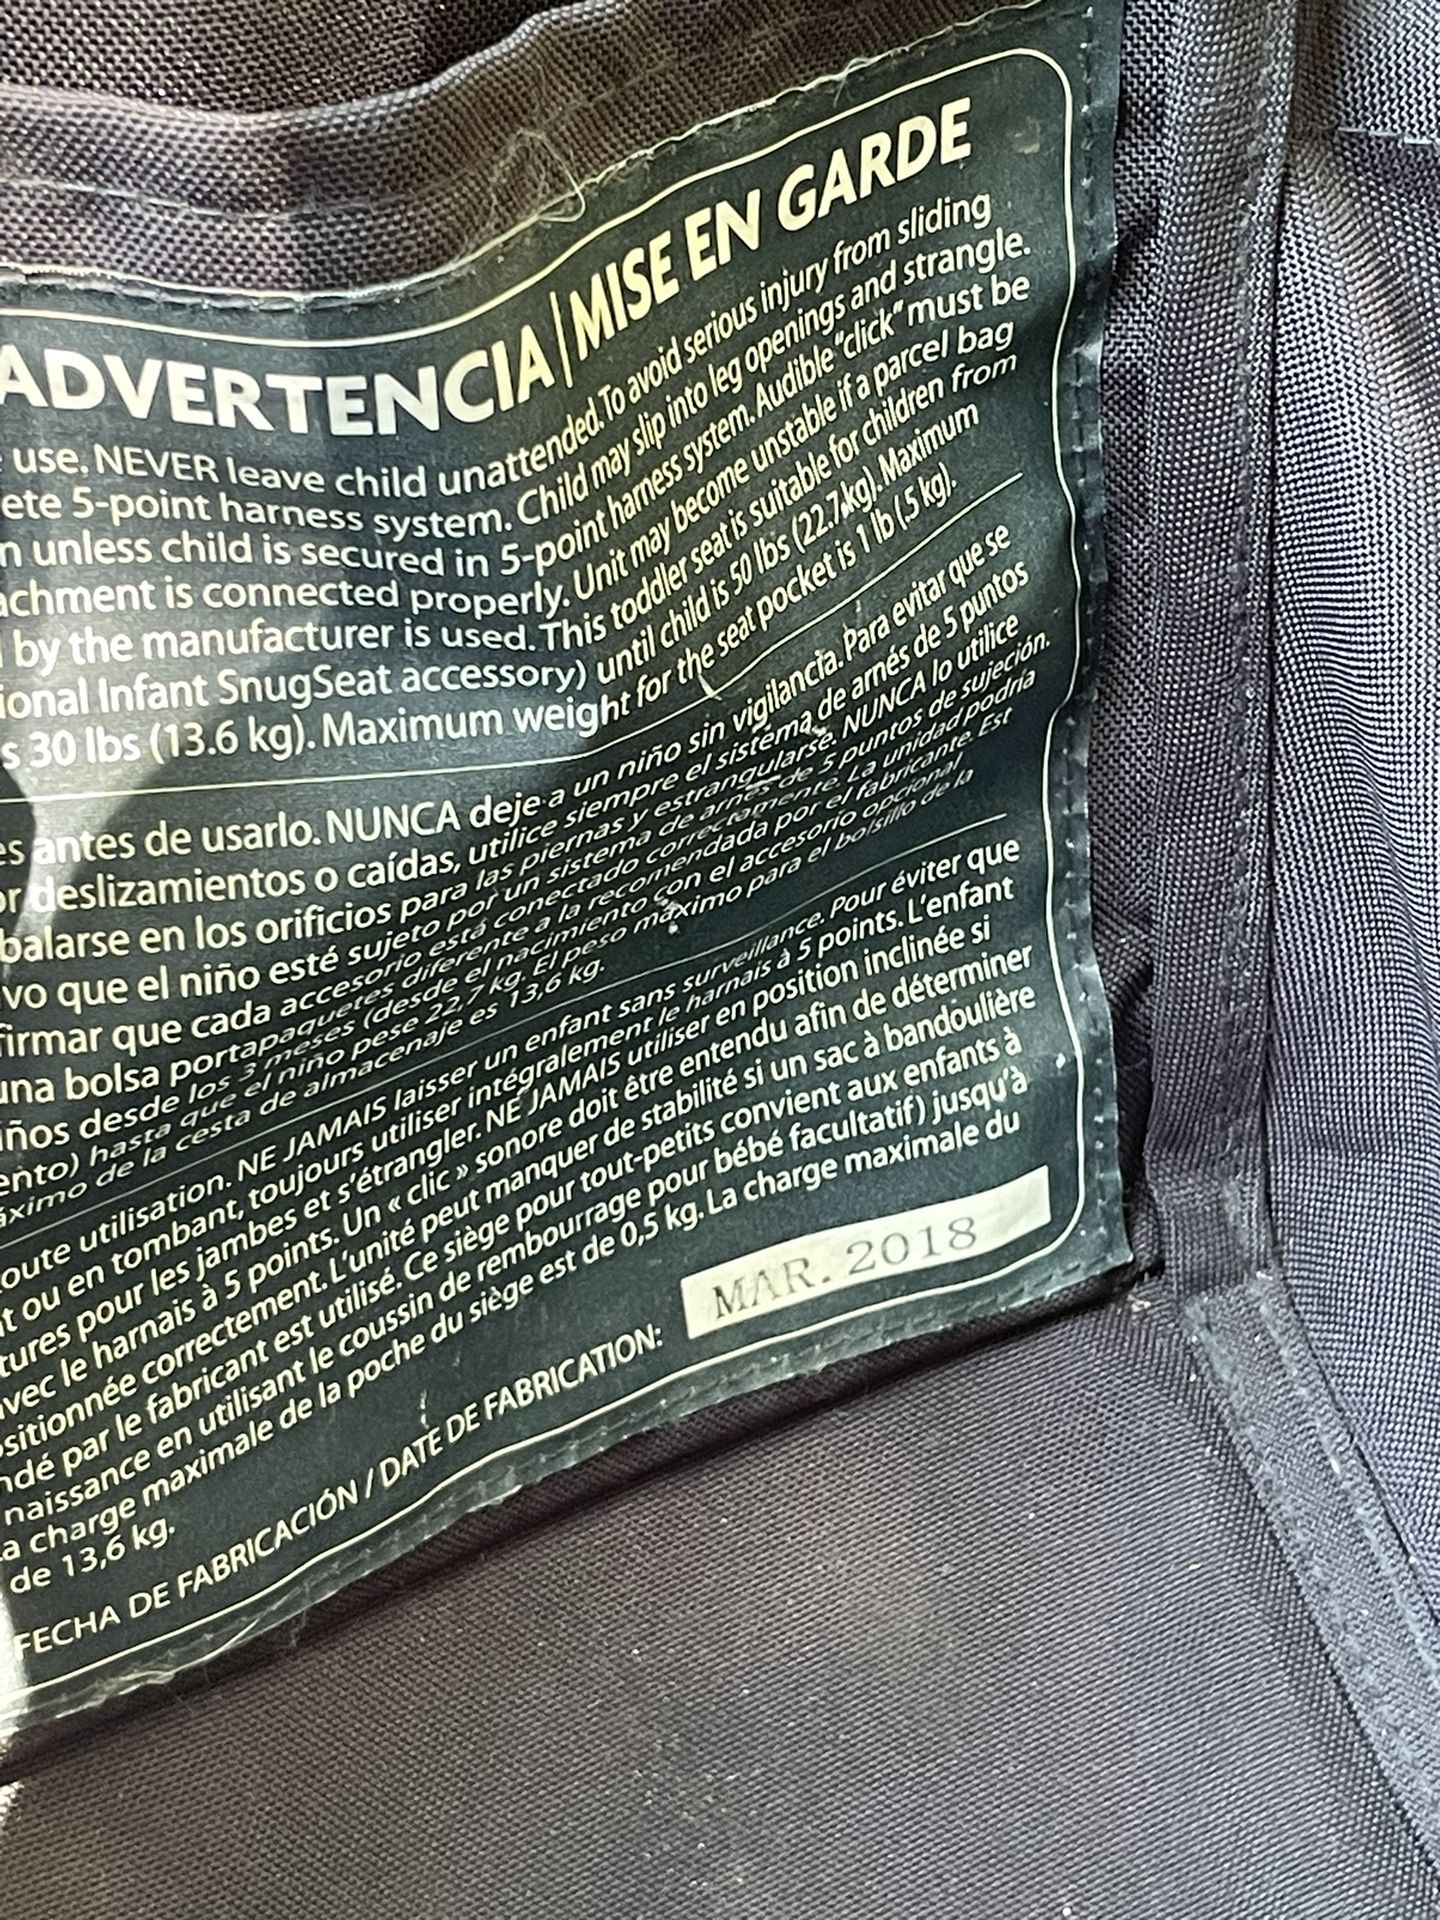 ADVERTENCIA | MISE EN GARDE
use. NEVER leave child unattended. To avoid serious injury from sliding
ete 5-point harness system. Child may slip into leg openings and strangle.
n unless child is secured in 5-point harness system. Audible "click" must be
achment is connected properly. Unit may become unstable if a parcel bag
by the manufacturer is used. This toddler seat is suitable for children from
ional Infant SnugSeat accessory) until child is 50 lbs (22.7kg). Maximum
s 30 lbs (13.6 kg). Maximum weight for the seat pocket is 1 lb (.5 kg).
es antes de usarlo. NUNCA deje a un niño sin vigilancia. Para evitar que se
or deslizamientos o caídas, utilice siempre el sistema de arnés de 5 puntos
balarse en los orificios para las piernas y estrangularse. NUNCA lo utilice
vo que el niño esté sujeto por un sistema de arnés de 5 puntos de sujeción.
firmar que cada accesorio está conectado correctamente. La unidad podría
una bolsa portapaquetes diferente a la recomendada por el fabricante. Est
iños desde los 3 meses (desde el nacimiento con el accesorio opcional
ento) hasta que el niño pese 22,7 kg. El peso máximo para el bolsillo de la
áximo de la cesta de almacenaje es 13,6 kg.
oute utilisation. NE JAMAIS laisser un enfant sans surveillance. Pour éviter que
t ou en tombant, toujours utiliser intégralement le harnais à 5 points. L'enfant
tures pour les jambes et s'étrangler. NE JAMAIS utiliser en position inclinée si
avec le harnais à 5 points. Un « clic » sonore doit être entendu afin de déterminer
sitionnée correctement. L'unité peut manquer de stabilité si un sac à bandoulière
ndé par le fabricant est utilisé. Ce siège pour tout-petits convient aux enfants à
naissance en utilisant le coussin de rembourrage pour bébé facultatif) jusqu'à
La charge maximale de la poche du siège est de 0,5 kg. La charge maximale du
de 13,6 kg.
FECHA DE FABRICACIÓN / DATE DE FABRICATION: MAR. 2018